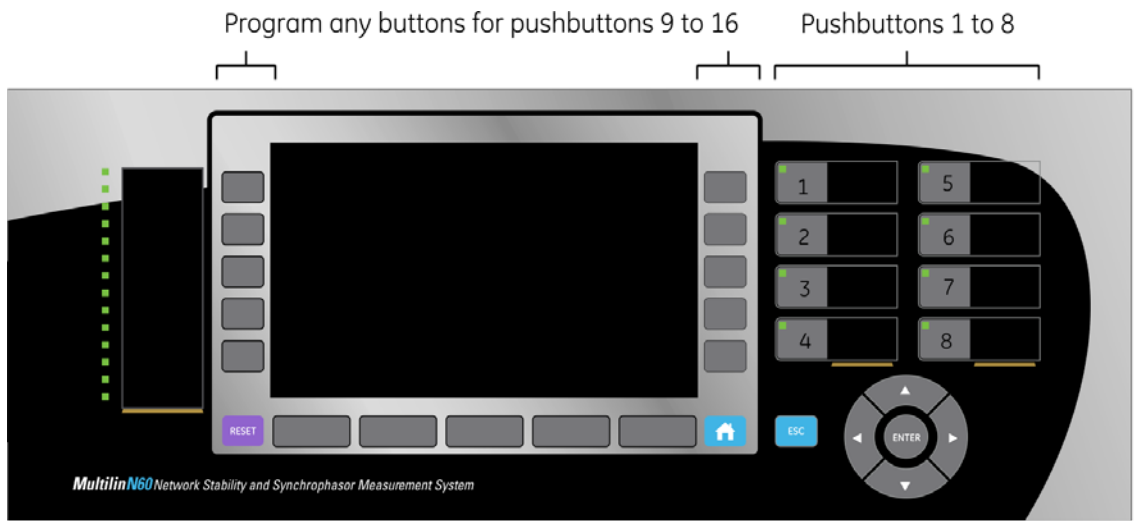 Program any buttons for pushbuttons 9 to 16
Pushbuttons 1 to 8
1
5
2
6
3
7
4
8
RESET
ESC
ENTER
MultilinN60 Network Stability and Synchrophasor Measurement System